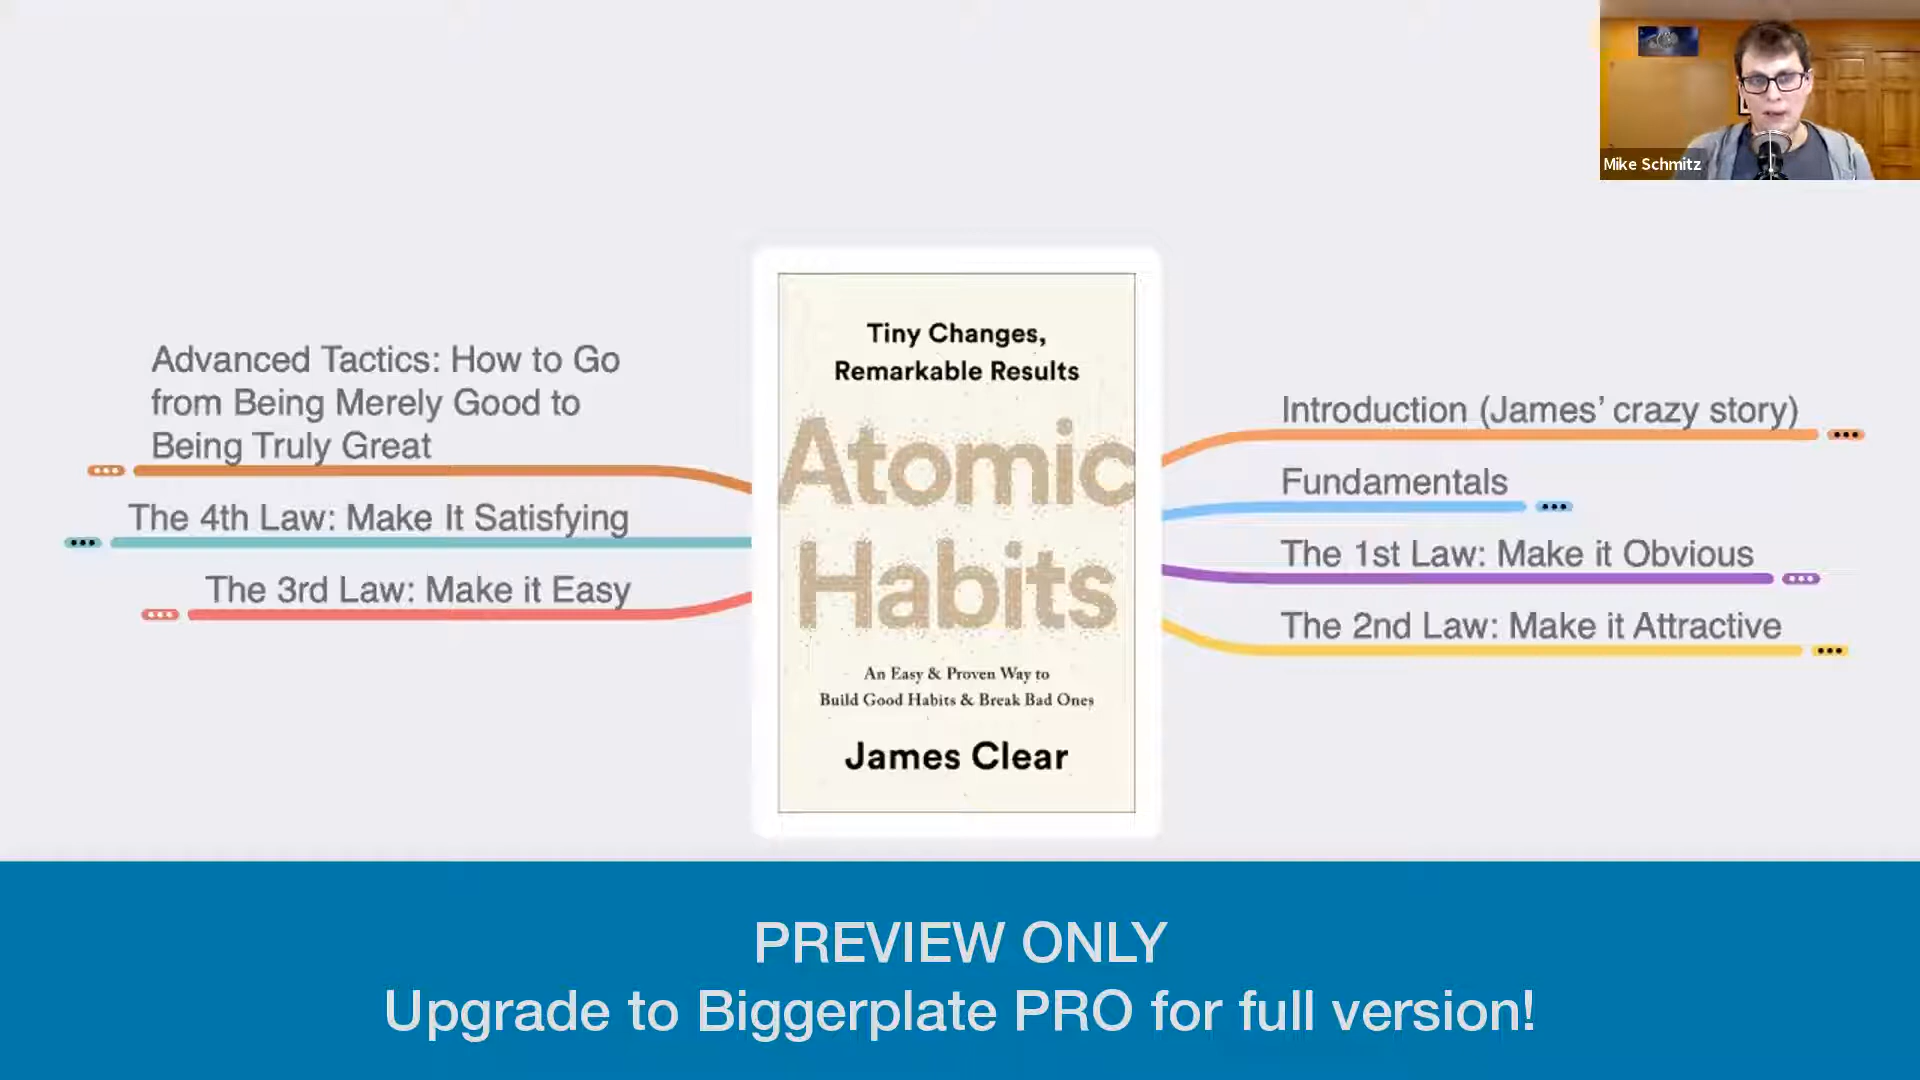 Mike Schmitz
Tiny Changes,
Remarkable Results
Atomic
Habits
An Easy & Proven Way to
Build Good Habits & Break Bad Ones
James Clear
Introduction (James’ crazy story)
Fundamentals
The 1st Law: Make it Obvious
The 2nd Law: Make it Attractive
The 3rd Law: Make it Easy
The 4th Law: Make It Satisfying
Advanced Tactics: How to Go
from Being Merely Good to
Being Truly Great
PREVIEW ONLY
Upgrade to Biggerplate PRO for full version!